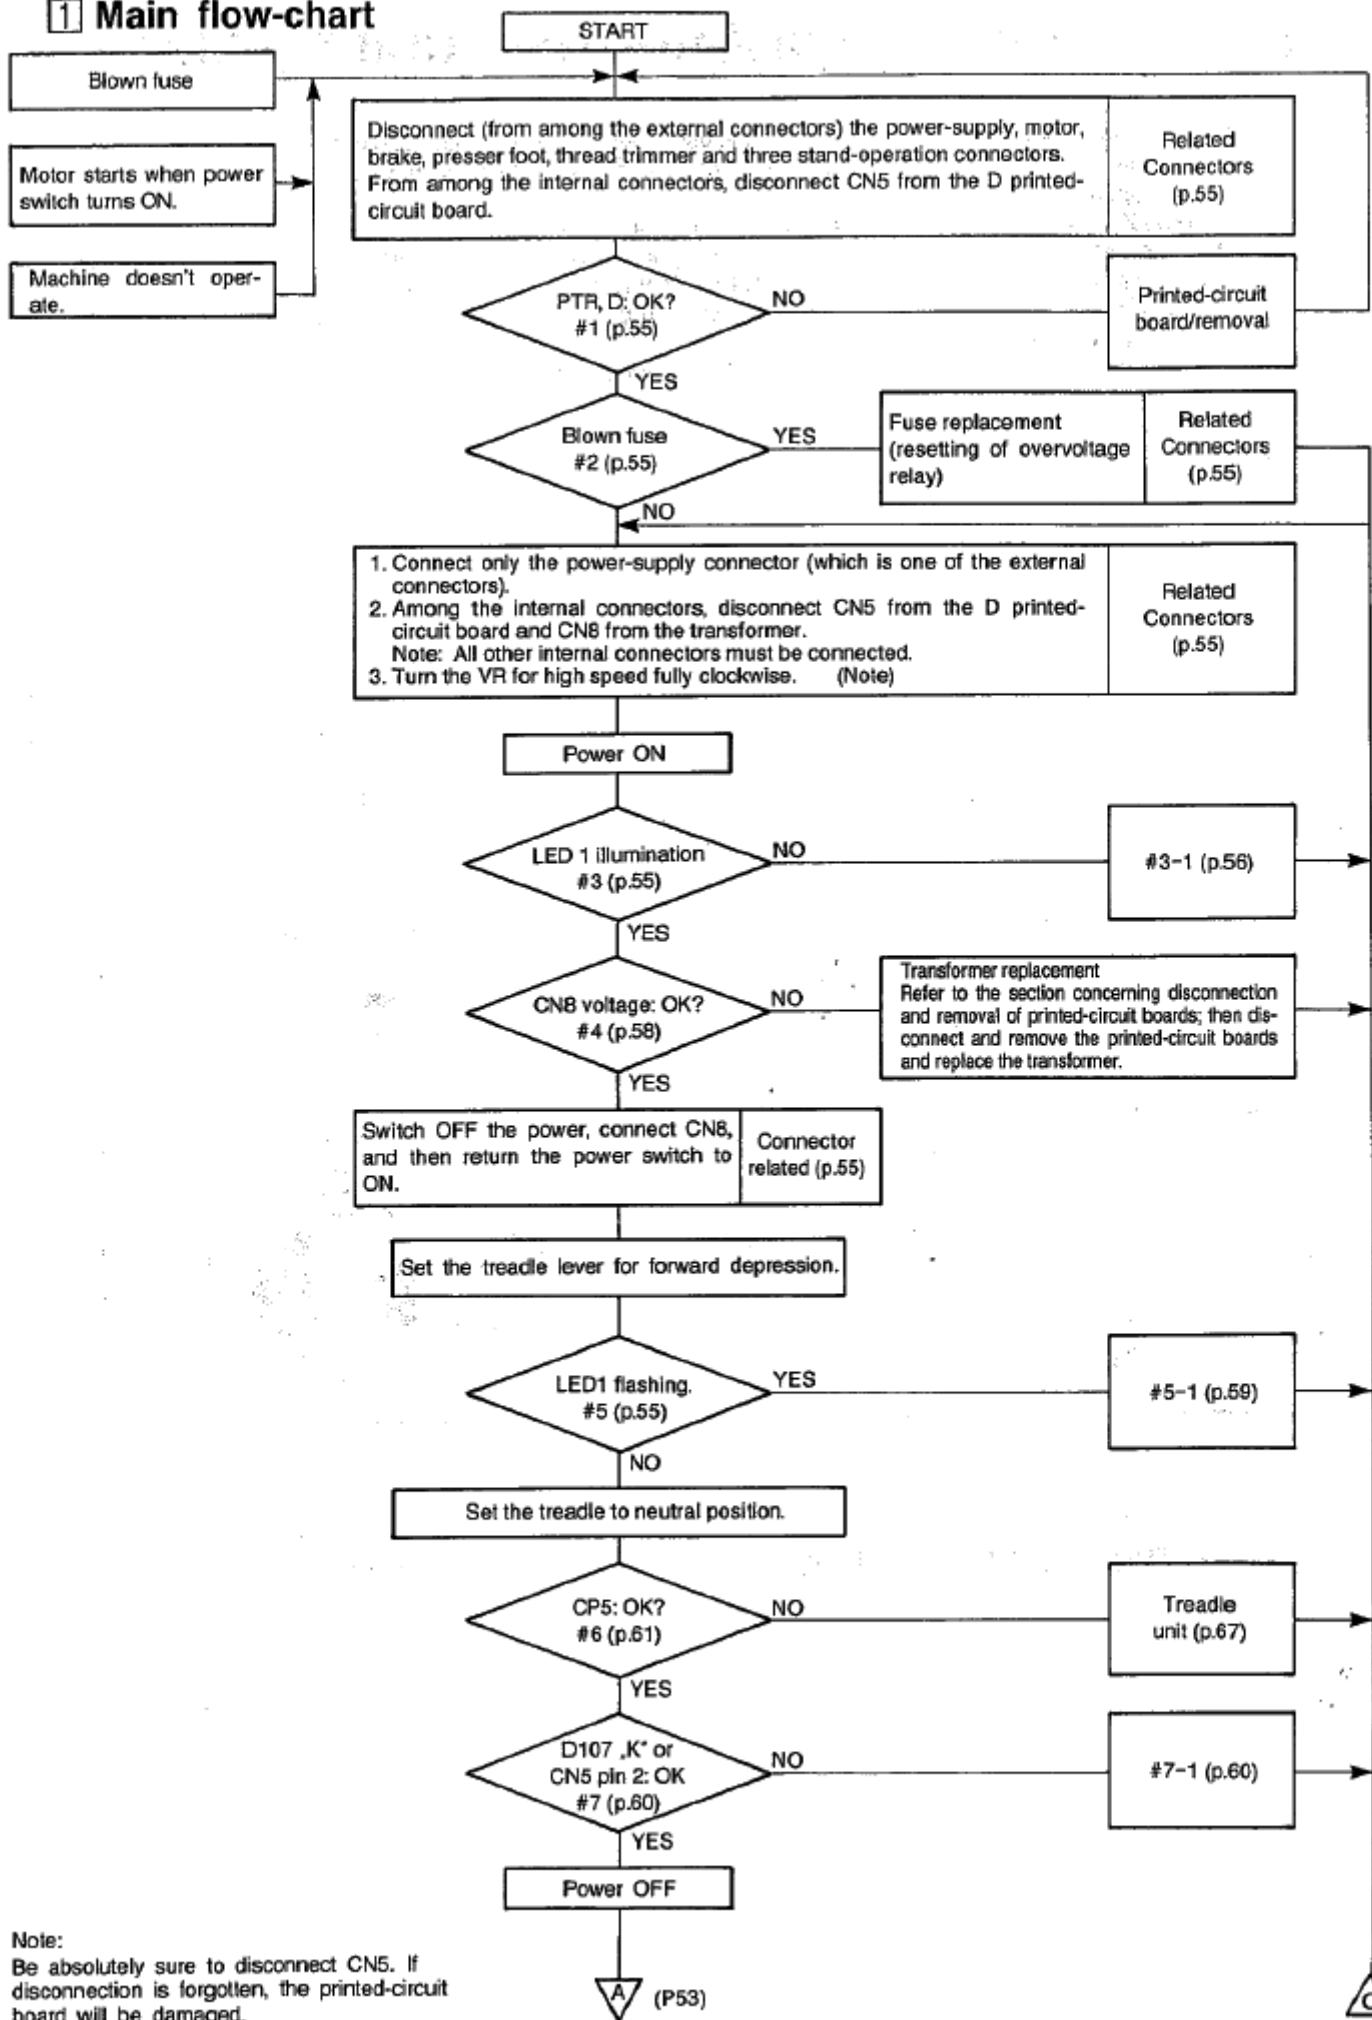 1 Main flow-chart
START
Blown fuse
Motor starts when power
switch turns ON.
Machine doesn't oper-
ate.
Disconnect (from among the external connectors) the power-supply, motor,
brake, presser foot, thread trimmer and three stand-operation connectors.
From among the internal connectors, disconnect CN5 from the D printed-
circuit board.
Related
Connectors
(p.55)
PTR, D: OK?
#1 (p.55)
NO
Printed-circuit
board/removal
YES
Blown fuse
#2 (p.55)
YES
Fuse replacement
(resetting of overvoltage
relay)
Related
Connectors
(p.55)
NO
1. Connect only the power-supply connector (which is one of the external
connectors).
2. Among the internal connectors, disconnect CN5 from the D printed-
circuit board and CN8 from the transformer.
Note: All other internal connectors must be connected.
3. Turn the VR for high speed fully clockwise. (Note)
Related
Connectors
(p.55)
Power ON
LED 1 illumination
#3 (p.55)
NO
#3-1 (p.56)
YES
CN8 voltage: OK?
#4 (p.58)
NO
Transformer replacement
Refer to the section concerning disconnection
and removal of printed-circuit boards; then dis-
connect and remove the printed-circuit boards
and replace the transformer.
YES
Switch OFF the power, connect CN8,
and then return the power switch to
ON.
Connector
related (p.55)
Set the treadle lever for forward depression.
LED1 flashing.
#5 (p.55)
YES
#5-1 (p.59)
NO
Set the treadle to neutral position.
CP5: OK?
#6 (p.61)
NO
Treadle
unit (p.67)
YES
D107 „K" or
CN5 pin 2: OK
#7 (p.60)
NO
#7-1 (p.60)
YES
Power OFF
Note:
Be absolutely sure to disconnect CN5. If
disconnection is forgotten, the printed-circuit
board will be damaged.
A (P53)